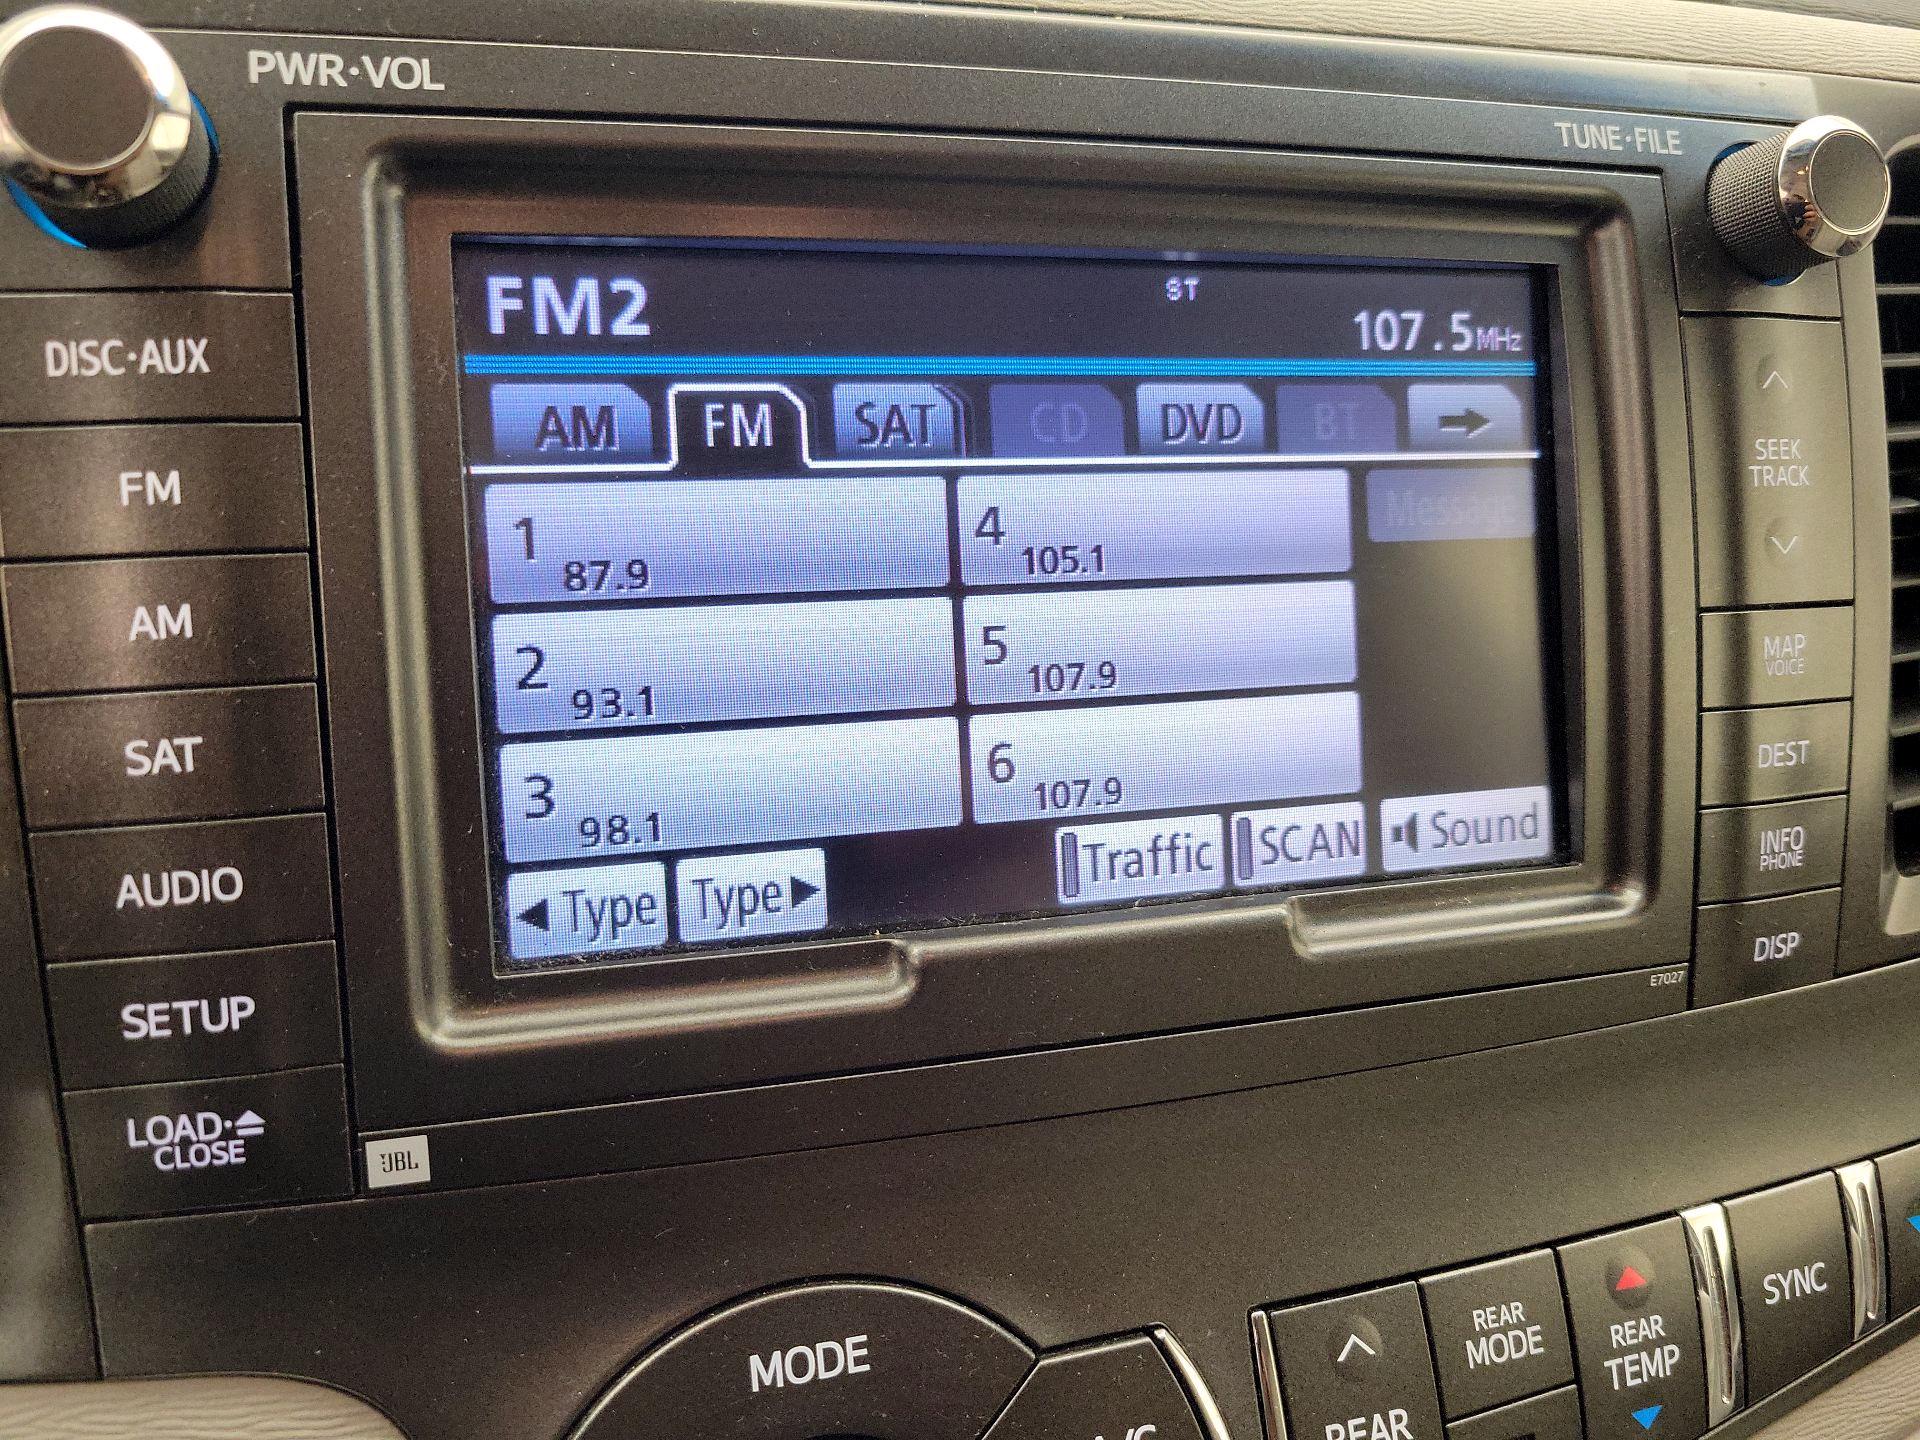 PWR·VOL
TUNE·FILE
FM2
ST
107.5MHz
AM
FM
SAT
CD
DVD
BT
Message
1
87.9
4
105.1
2
93.1
5
107.9
3
98.1
6
107.9
Type
Type
Traffic
SCAN
Sound
DISC·AUX
FM
AM
SAT
AUDIO
SETUP
LOAD·
CLOSE
SEEK
TRACK
MAP
VOICE
DEST
INFO
PHONE
DISP
E7027
JBL
MODE
REAR
REAR
MODE
REAR
TEMP
SYNC